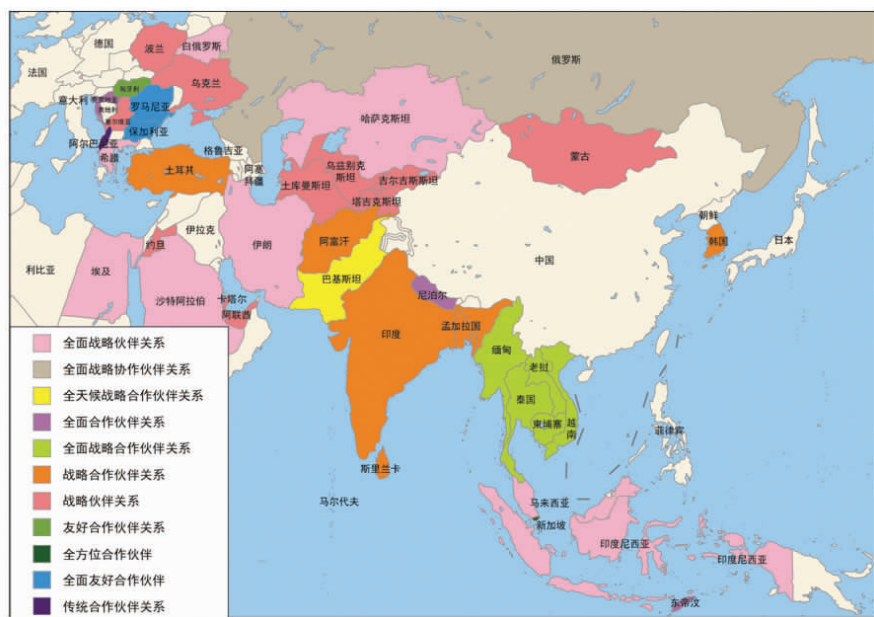 德国
波兰
白俄罗斯
俄罗斯
法国
乌克兰
匈牙利
意大利
罗马尼亚
哈萨克斯坦
塞尔维亚
保加利亚
阿尔巴尼亚
希腊
格鲁吉亚
阿塞
拜疆
土耳其
乌兹别克
斯坦
吉尔吉斯斯坦
土库曼斯坦
塔吉克斯坦
蒙古
朝鲜
韩国
日本
中国
伊拉克
伊朗
阿富汗
约旦
利比亚
埃及
巴基斯坦
尼泊尔
沙特阿拉伯
卡塔尔
阿联酋
印度
孟加拉国
缅甸
老挝
泰国
柬埔寨
越
南
菲律宾
斯里兰卡
马尔代夫
马来西亚
新加坡
印度尼西亚
印度尼西亚
东帝汶
全面战略伙伴关系
全面战略协作伙伴关系
全天候战略合作伙伴关系
全面合作伙伴关系
全面战略合作伙伴关系
战略合作伙伴关系
战略伙伴关系
友好合作伙伴关系
全方位合作伙伴
全面友好合作伙伴
传统合作伙伴关系